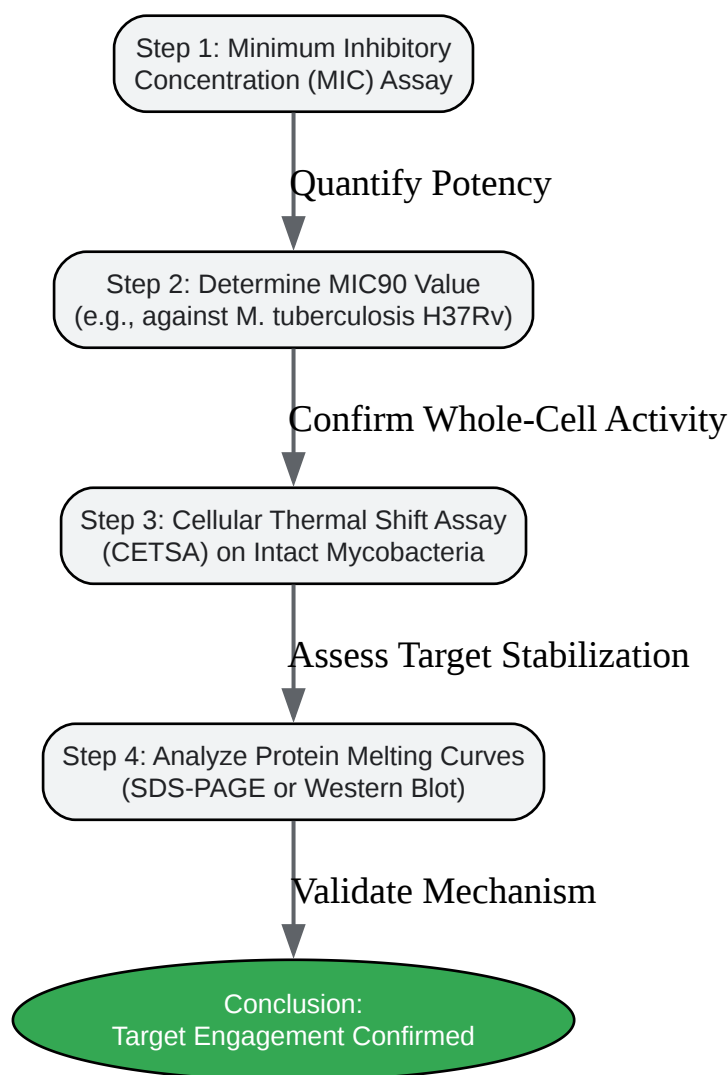 Step 1: Minimum Inhibitory
Concentration (MIC) Assay
Quantify Potency
Step 2: Determine MIC90 Value
(e.g., against M. tuberculosis H37Rv)
Confirm Whole-Cell Activity
Step 3: Cellular Thermal Shift Assay
(CETSA) on Intact Mycobacteria
Assess Target Stabilization
Step 4: Analyze Protein Melting Curves
(SDS-PAGE or Western Blot)
Validate Mechanism
Conclusion:
Target Engagement Confirmed